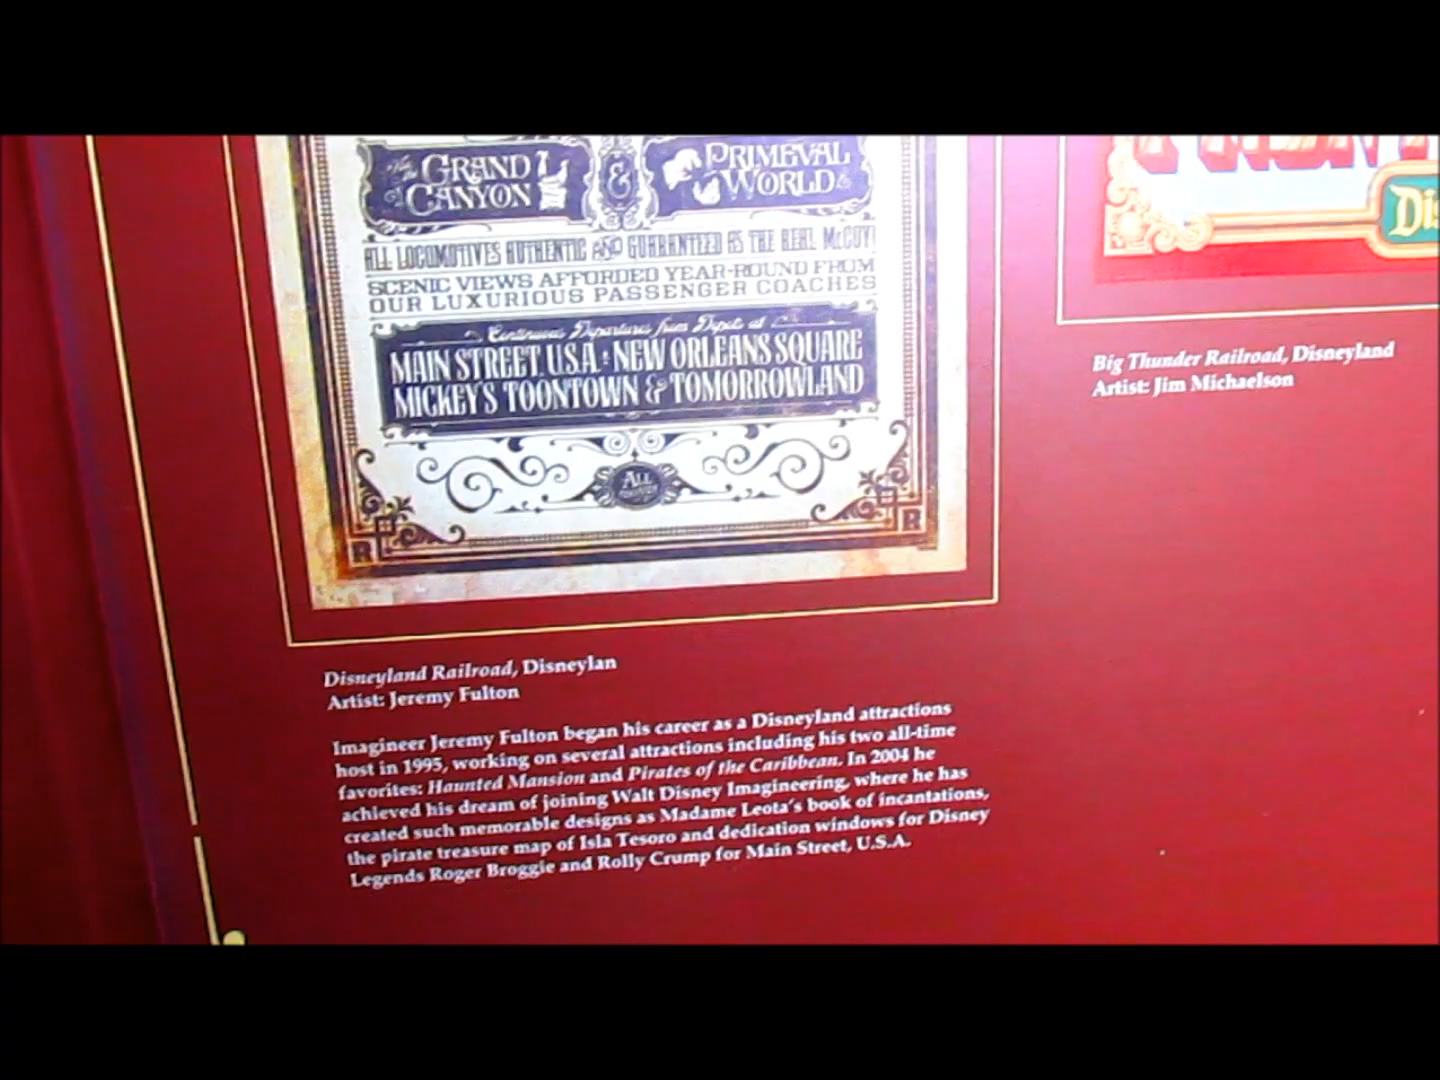 GRAND CANYON & PRIMEVAL WORLD
ALL LOCOMOTIVES AUTHENTIC AND GUARANTEED AS THE REAL McCOY!
SCENIC VIEWS AFFORDED YEAR-ROUND FROM
OUR LUXURIOUS PASSENGER COACHES
Continuous Departures from Depots at
MAIN STREET U.S.A. : NEW ORLEANS SQUARE
MICKEY'S TOONTOWN & TOMORROWLAND
ALL
R R
Disneyland Railroad, Disneylan
Artist: Jeremy Fulton
Imagineer Jeremy Fulton began his career as a Disneyland attractions
host in 1995, working on several attractions including his two all-time
favorites: Haunted Mansion and Pirates of the Caribbean. In 2004 he
achieved his dream of joining Walt Disney Imagineering, where he has
created such memorable designs as Madame Leota's book of incantations,
the pirate treasure map of Isla Tesoro and dedication windows for Disney
Legends Roger Broggie and Rolly Crump for Main Street, U.S.A.
Dis
Big Thunder Railroad, Disneyland
Artist: Jim Michaelson